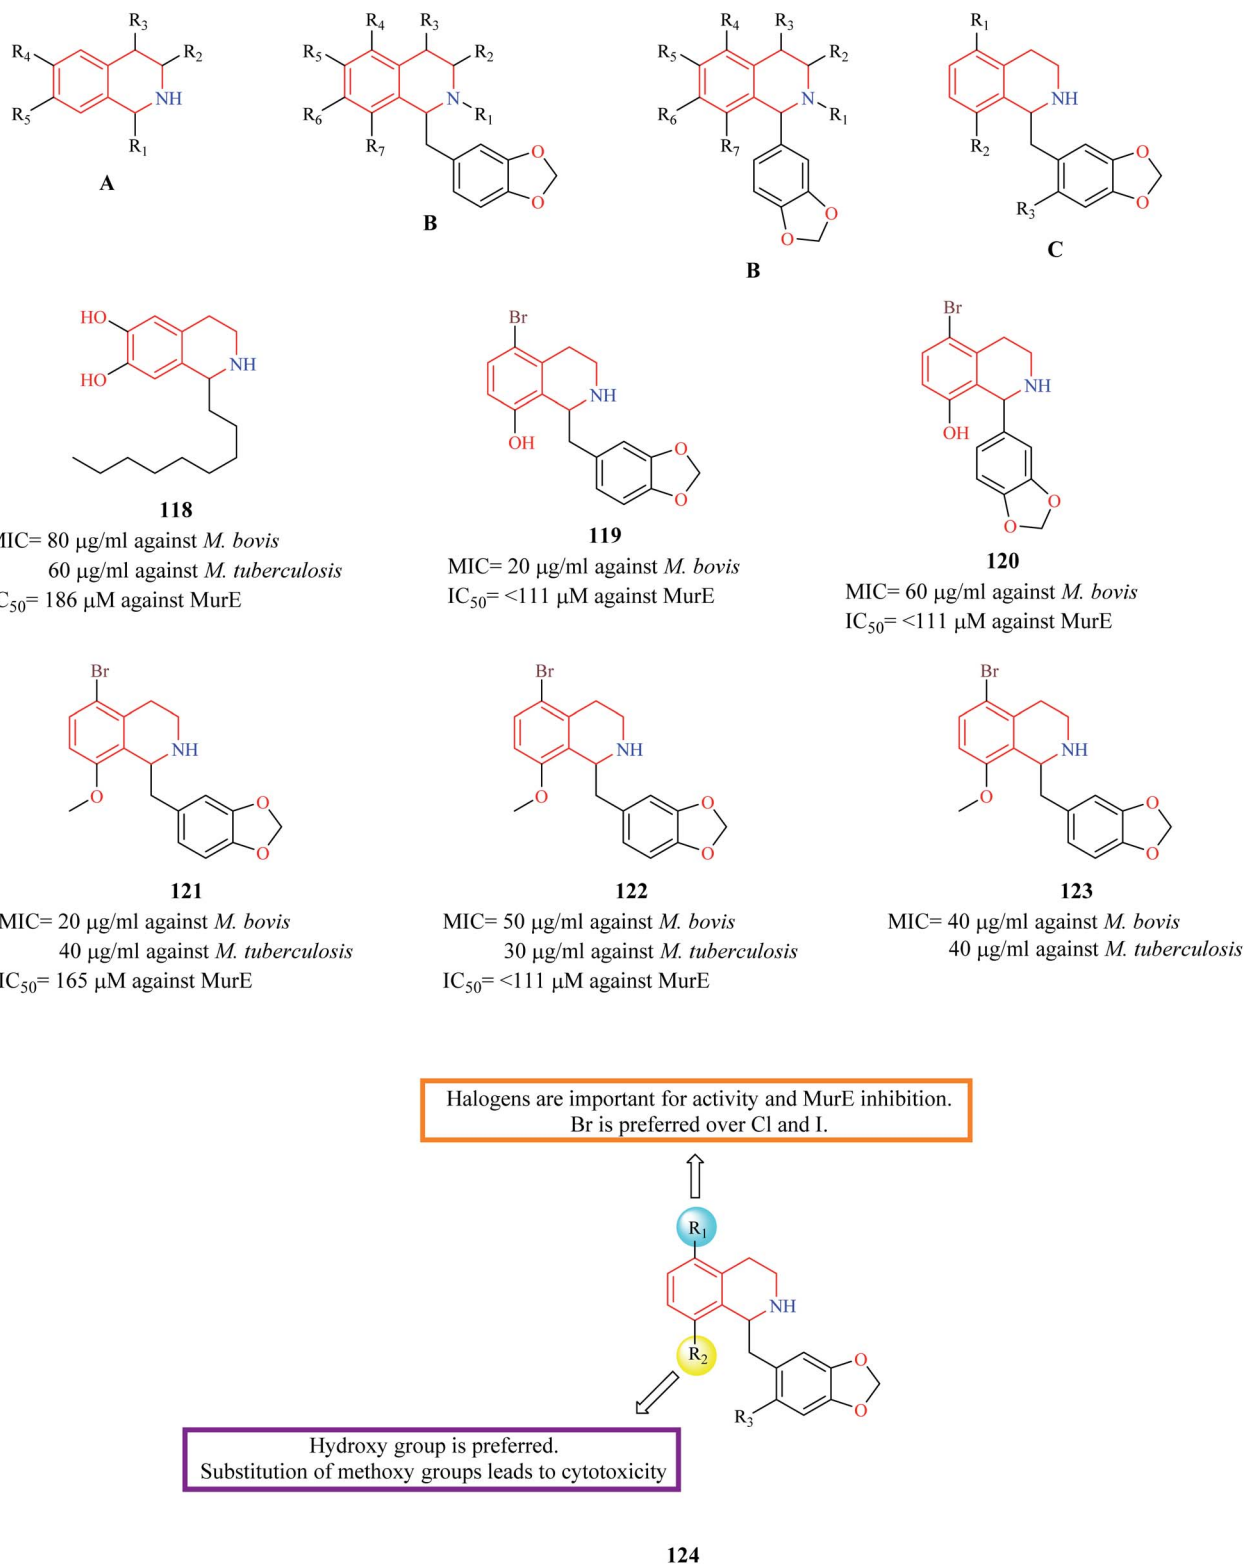 R3
R4
R2
NH
R5
R1
A
R4 R3
R5 R2
N
R6 R1
R7
O
O
B
R4 R3
R5 R2
N
R6 R1
R7
O
O
B
R1
NH
R2
O
O
R3
C
HO
HO
NH
118
MIC= 80 μg/ml against M. bovis
60 μg/ml against M. tuberculosis
C50= 186 μM against MurE
Br
NH
OH
O
O
119
MIC= 20 μg/ml against M. bovis
IC50= <111 μM against MurE
Br
NH
OH
O
O
120
MIC= 60 μg/ml against M. bovis
IC50= <111 μM against MurE
Br
NH
O
O
O
121
MIC= 20 μg/ml against M. bovis
40 μg/ml against M. tuberculosis
IC50= 165 μM against MurE
Br
NH
O
O
O
122
MIC= 50 μg/ml against M. bovis
30 μg/ml against M. tuberculosis
IC50= <111 μM against MurE
Br
NH
O
O
O
123
MIC= 40 μg/ml against M. bovis
40 μg/ml against M. tuberculosis
Halogens are important for activity and MurE inhibition.
Br is preferred over Cl and I.
R1
NH
R2
O
O
R3
Hydroxy group is preferred.
Substitution of methoxy groups leads to cytotoxicity
124